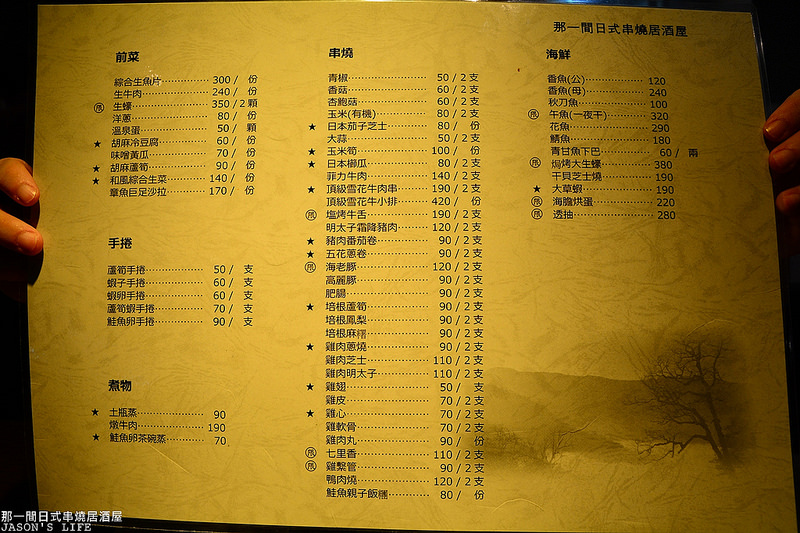 那一間日式串燒居酒屋
前菜
綜合生魚片 300/ 份
生牛肉 240/ 份
限 生蠔 350/2顆
洋蔥 80/ 份
溫泉蛋 50/ 顆
★ 胡麻冷豆腐 60/ 份
味噌黃瓜 70/ 份
★ 胡麻蘆筍 90/ 份
★ 和風綜合生菜 140/ 份
章魚巨足沙拉 170/ 份
手捲
蘆筍手捲 50/ 支
蝦子手捲 60/ 支
蝦卵手捲 60/ 支
蘆筍蝦手捲 70/ 支
鮭魚卵手捲 90/ 支
煮物
★ 土瓶蒸 90
燉牛肉 190
★ 鮭魚卵茶碗蒸 70
串燒
青椒 50/2支
香菇 60/2支
杏鮑菇 60/2支
玉米(有機) 80/2支
★ 日本茄子芝士 80/ 份
大蒜 50/2支
★ 玉米筍 100/ 份
★ 日本櫛瓜 80/2支
菲力牛肉 140/2支
★ 頂級雪花牛肉串 190/2支
頂級雪花牛小排 420/ 份
限 塩烤牛舌 190/2支
明太子霜降豬肉 120/2支
★ 豬肉番茄卷 90/2支
★ 五花蔥卷 90/2支
限 海老豚 120/2支
高麗豚 90/2支
肥腸 90/2支
★ 培根蘆筍 90/2支
培根鳳梨 90/2支
培根麻糬 90/2支
★ 雞肉蔥燒 90/2支
雞肉芝士 110/2支
雞肉明太子 110/2支
★ 雞翅 50/ 支
雞皮 70/2支
★ 雞心 70/2支
雞軟骨 70/2支
雞肉丸 90/ 份
限 七里香 110/2支
限 雞繫管 90/2支
鴨肉燒 120/2支
鮭魚親子飯糰 80/ 份
海鮮
香魚(公) 120
香魚(母) 240
秋刀魚 100
限 午魚(一夜干) 320
花魚 290
鯖魚 180
青甘魚下巴 60/ 兩
限 焗烤大生蠔 380
干貝芝士燒 190
★ 大草蝦 190
限 海膽烘蛋 220
限 透抽 280
那一間日式串燒居酒屋
JASON'S LIFE